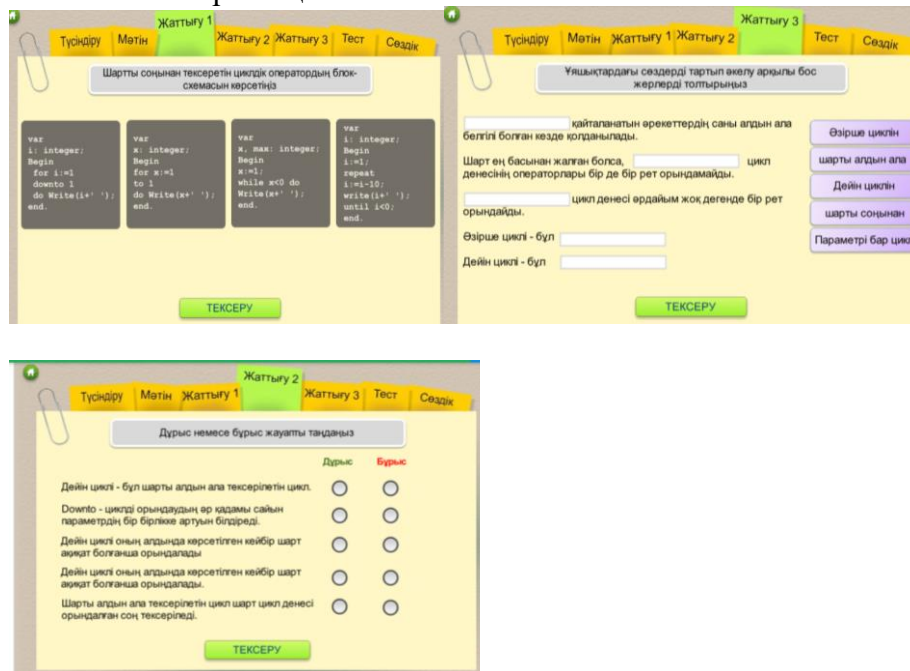 Түсіндіру Мәтін Жаттығу 1 Жаттығу 2 Жаттығу 3 Тест Сөздік
Шартты соңынан тексеретін циклдік оператордың блок-
схемасын көрсетіңіз
var
i: integer;
Begin
for i:=1
downto 1
do Write(i+' ');
end.
var
x: integer;
Begin
for x:=1
to 1
do Write(x+' ');
end.
var
x, max: integer;
Begin
x:=1;
while x<0 do
Write(x+' ');
end.
var
i: integer;
Begin
i:=1;
repeat
i:=i-10;
write(i+' ');
until i<0;
end.
ТЕКСЕРУ
Түсіндіру Мәтін Жаттығу 1 Жаттығу 2 Жаттығу 3 Тест Сөздік
Ұяшықтардағы сөздерді тартып әкелу арқылы бос
жерлерді толтырыңыз
қайталанатын әрекеттердің саны алдын ала
белгілі болған кезде қолданылады.
Шарт ең басынан жалған болса, цикл
денесінің операторлары бір де бір рет орындамайды.
цикл денесі әрдайым жоқ дегенде бір рет
орындайды.
Әзірше циклі - бұл
Дейін циклі - бұл
Әзірше циклін
шарты алдын ала
Дейін циклін
шарты соңынан
Параметрі бар цикл
ТЕКСЕРУ
Түсіндіру Мәтін Жаттығу 1 Жаттығу 2 Жаттығу 3 Тест Сөздік
Дұрыс немесе бұрыс жауапты таңдаңыз
Дұрыс Бұрыс
Дейін циклі - бұл шарты алдын ала тексерілетін цикл.
Downto - циклді орындаудың әр қадамы сайын
параметрдің бір бірлікке артуын білдіреді.
Дейін циклі оның алдында көрсетілген кейбір шарт
ақиқат болғанша орындалады
Дейін циклі оның алдында көрсетілген кейбір шарт
ақиқат болғанша орындалады.
Шарты алдын ала тексерілетін цикл шарт цикл денесі
орындалған соң тексеріледі.
ТЕКСЕРУ